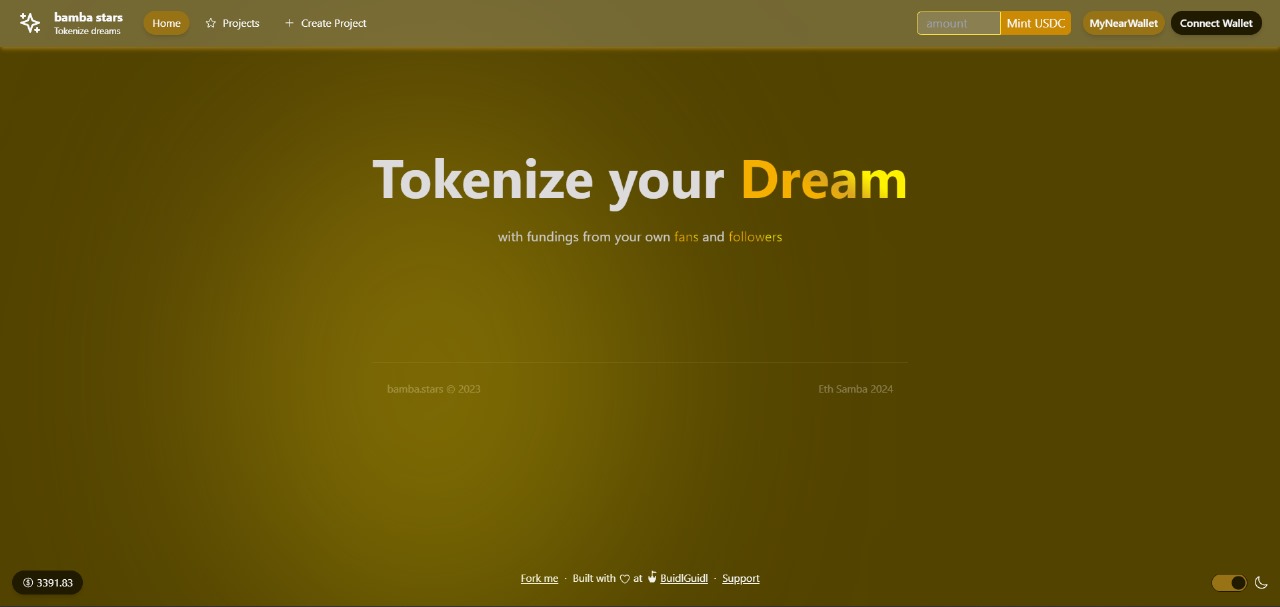 bamba stars
Tokenize dreams
Home
Projects
Create Project
amount
Mint USDC
MyNearWallet
Connect Wallet
Tokenize your Dream
with fundings from your own fans and followers
bamba.stars © 2023
Eth Samba 2024
3391.83
Fork me · Built with ♡ at BuidlGuidl · Support